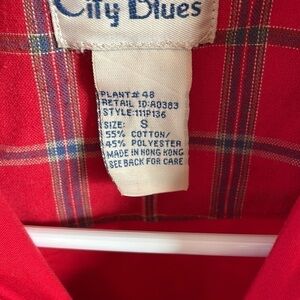 City Blues
PLANT# 48
RETAIL ID:A0383
STYLE:111P136
SIZE: S
55% COTTON/
45% POLYESTER
MADE IN HONG KONG
SEE BACK FOR CARE